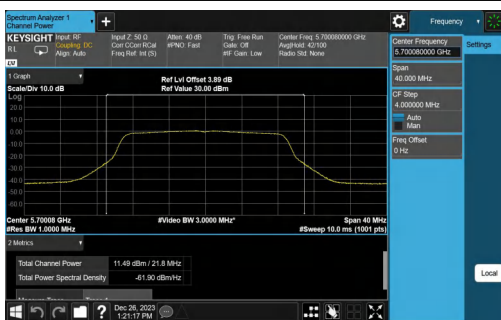 Spectrum Analyzer 1
Channel Power
Frequency
KEYSIGHT
RL
Input: RF
Coupling: DC
Align: Auto
Input Z: 50 Ω
Corr CCorr RCal
Freq Ref: Int (S)
Atten: 40 dB
#PNO: Fast
Trig: Free Run
Gate: Off
#IF Gain: Low
Center Freq: 5.700080000 GHz
Avg|Hold: 42/100
Radio Std: None
LVI
Center Frequency
5.700080000 GHz
Settings
Span
40.000 MHz
CF Step
4.000000 MHz
Auto
Man
Freq Offset
0 Hz
Local
1 Graph
Scale/Div 10.0 dB
Ref Lvl Offset 3.89 dB
Ref Value 30.00 dBm
Log
20.0
10.0
0.00
-10.0
-20.0
-30.0
-40.0
-50.0
-60.0
Center 5.70008 GHz
#Res BW 1.0000 MHz
#Video BW 3.0000 MHz*
Span 40 MHz
#Sweep 10.0 ms (1001 pts)
2 Metrics
Total Channel Power 11.49 dBm / 21.8 MHz
Total Power Spectral Density -61.90 dBm/Hz
Dec 26, 2023
1:21:17 PM